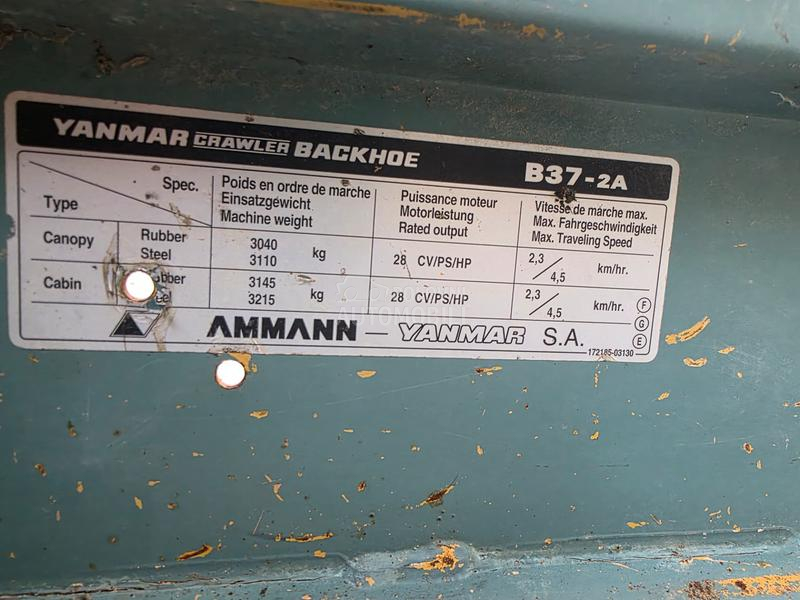 YANMAR CRAWLER BACKHOE B37-2A
Spec.
Type
Poids en ordre de marche
Einsatzgewicht
Machine weight
Puissance moteur
Motorleistung
Rated output
Vitesse de marche max.
Max. Fahrgeschwindigkeit
Max. Traveling Speed
Canopy
Rubber 3040
Steel 3110
kg
28 CV/PS/HP
2,3/4,5 km/hr.
Cabin
3145
3215
kg
28 CV/PS/HP
2,3/4,5 km/hr.
F
G
E
AMMANN - YANMAR S.A.
172185-03130